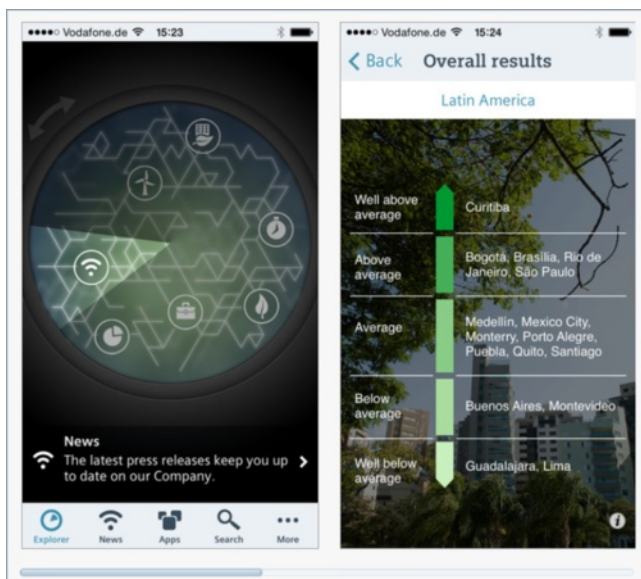 Vodafone.de 15:23
News
The latest press releases keep you up
to date on our Company.
Explorer
News
Apps
Search
More
Vodafone.de 15:24
Back
Overall results
Latin America
Well above
average
Curitiba
Above
average
Bogotá, Brasília, Rio de
Janeiro, São Paulo
Average
Medellín, Mexico City,
Monterry, Porto Alegre,
Puebla, Quito, Santiago
Below
average
Buenos Aires, Montevideo
Well below
average
Guadalajara, Lima